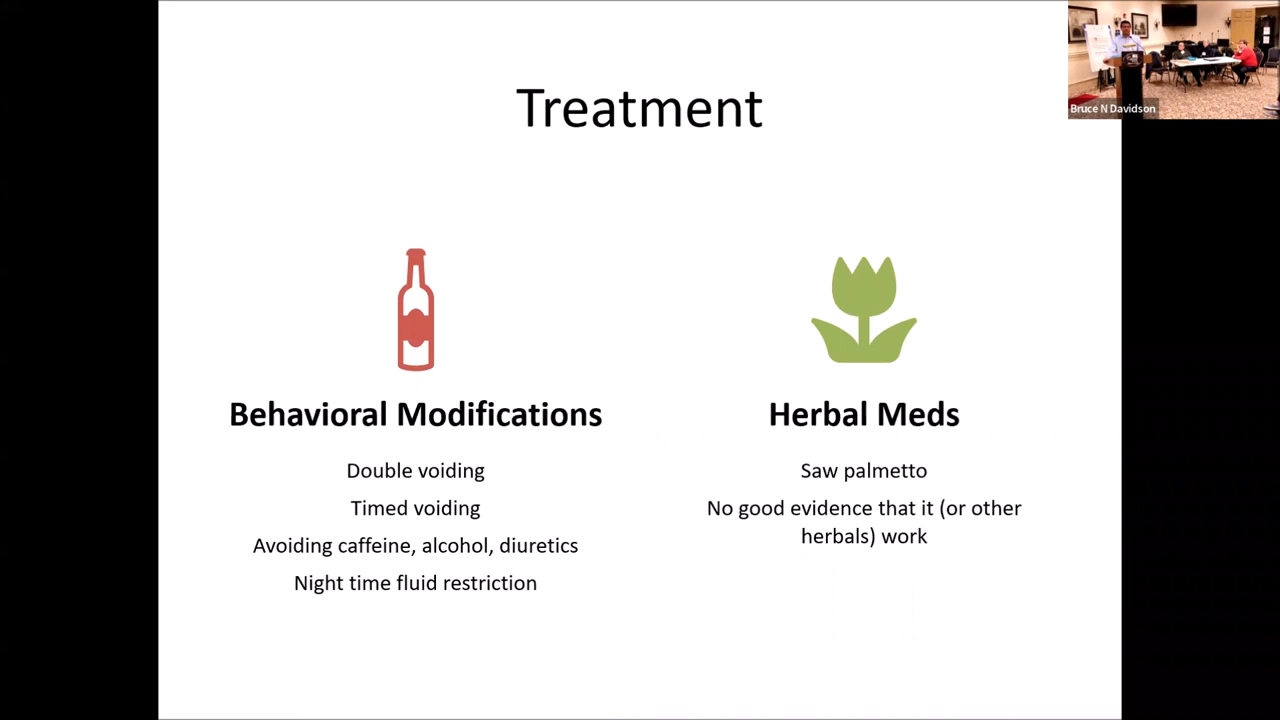 Treatment
Bruce N Davidson
Behavioral Modifications
Double voiding
Timed voiding
Avoiding caffeine, alcohol, diuretics
Night time fluid restriction
Herbal Meds
Saw palmetto
No good evidence that it (or other
herbals) work